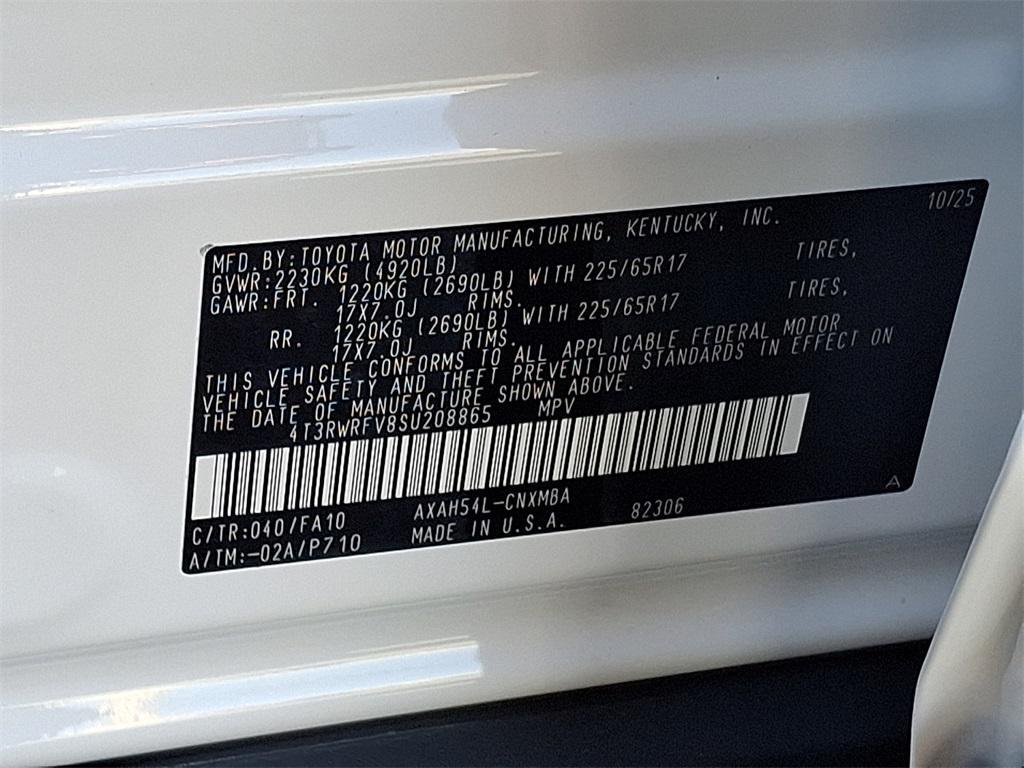 10/25
MFD.BY:TOYOTA MOTOR MANUFACTURING, KENTUCKY, INC.
GVWR:2230KG (4920LB)
GAWR:FRT. 1220KG (2690LB) WITH 225/65R17 TIRES,
17X7.0J RIMS.
RR. 1220KG (2690LB) WITH 225/65R17 TIRES,
17X7.0J RIMS.
THIS VEHICLE CONFORMS TO ALL APPLICABLE FEDERAL MOTOR
VEHICLE SAFETY AND THEFT PREVENTION STANDARDS IN EFFECT ON
THE DATE OF MANUFACTURE SHOWN ABOVE.
4T3RWRFV8SU208865 MPV
C/TR:040/FA10 AXAH54L-CNXMBA
A/TM:-02A/P710 MADE IN U.S.A. 82306
A